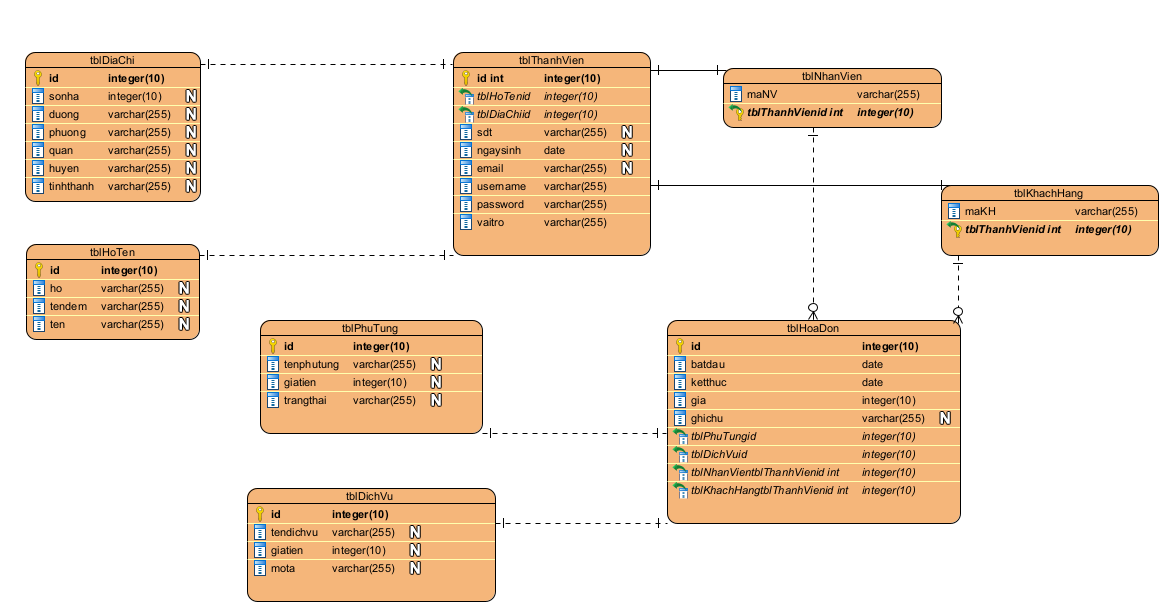 tblDiaChi
id integer(10)
sonha integer(10) N
duong varchar(255) N
phuong varchar(255) N
quan varchar(255) N
huyen varchar(255) N
tinhthanh varchar(255) N
tblThanhVien
id int integer(10)
tblHoTenid integer(10)
tblDiaChiid integer(10)
sdt varchar(255) N
ngaysinh date N
email varchar(255) N
username varchar(255)
password varchar(255)
vaitro varchar(255)
tblNhanVien
maNV varchar(255)
tblThanhVienid int integer(10)
tblKhachHang
maKH varchar(255)
tblThanhVienid int integer(10)
tblHoTen
id integer(10)
ho varchar(255) N
tendem varchar(255) N
ten varchar(255) N
tblPhuTung
id integer(10)
tenphutung varchar(255) N
giatien integer(10) N
trangthai varchar(255) N
tblHoaDon
id integer(10)
batdau date
ketthuc date
gia integer(10)
ghichu varchar(255) N
tblPhuTungid integer(10)
tblDichVuid integer(10)
tblNhanVientblThanhVienid int integer(10)
tblKhachHangtblThanhVienid int integer(10)
tblDichVu
id integer(10)
tendichvu varchar(255) N
giatien integer(10) N
mota varchar(255) N